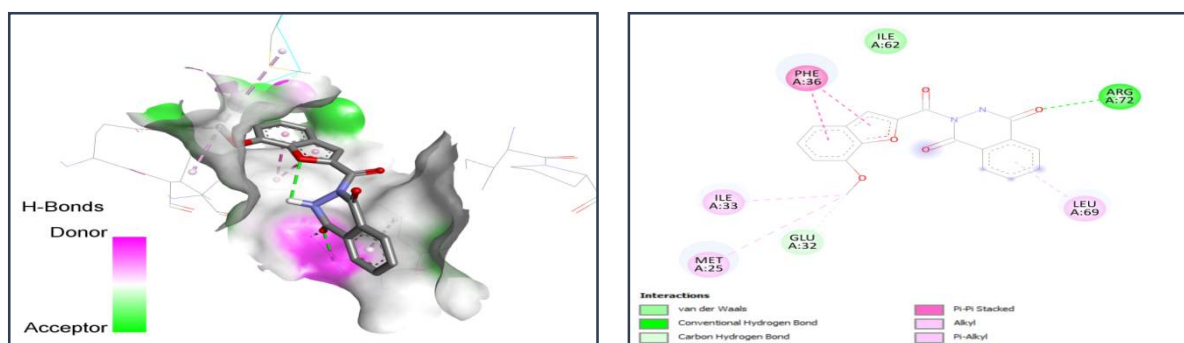 H-Bonds
Donor
Acceptor
ILE
A:62
PHE
A:36
ARG
A:72
O
O
N
N
O
O
O
ILE
A:33
LEU
A:69
GLU
A:32
MET
A:25
Interactions
van der Waals
Conventional Hydrogen Bond
Carbon Hydrogen Bond
Pi-Pi Stacked
Alkyl
Pi-Alkyl